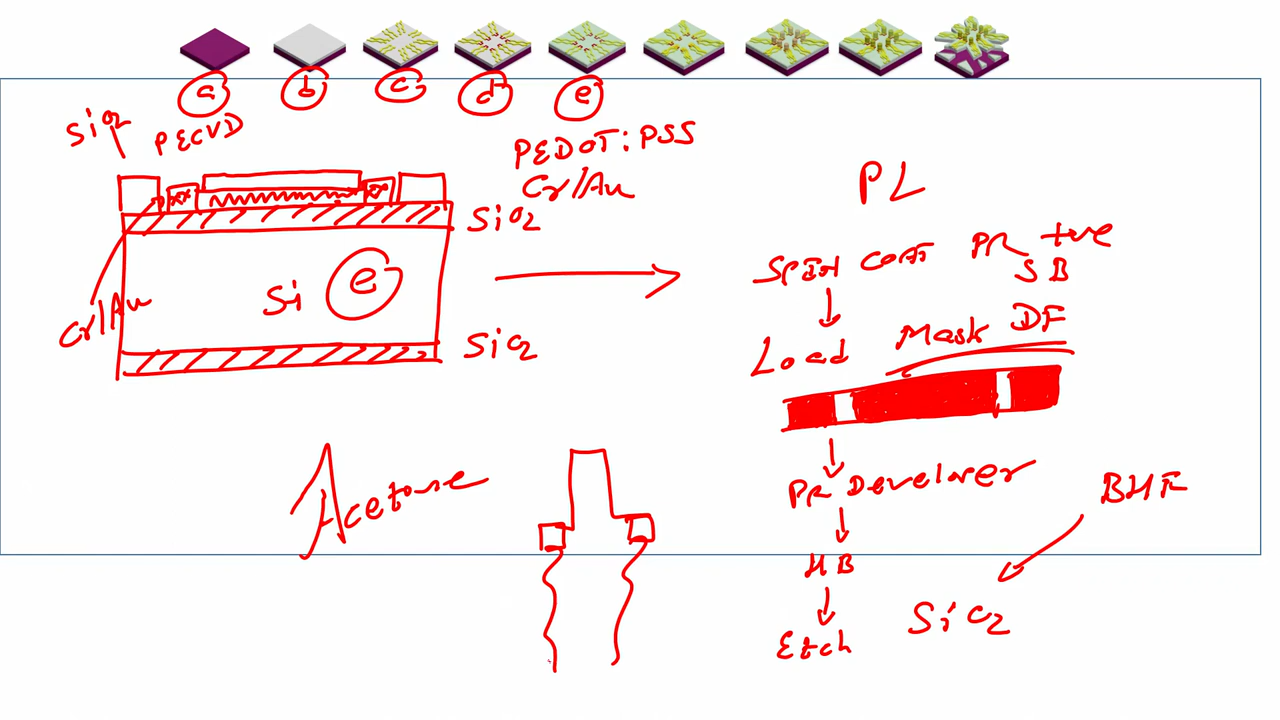 a b c d e
SiO2 PECVD
PEDOT:PSS
Cr/Au
PL
SiO2
SPIN COAT PR +ve
SB
Si e
Cr/Au
Mask DF
SiO2
Load
Acetone
PR Developer
BHF
HB
SiO2
Etch